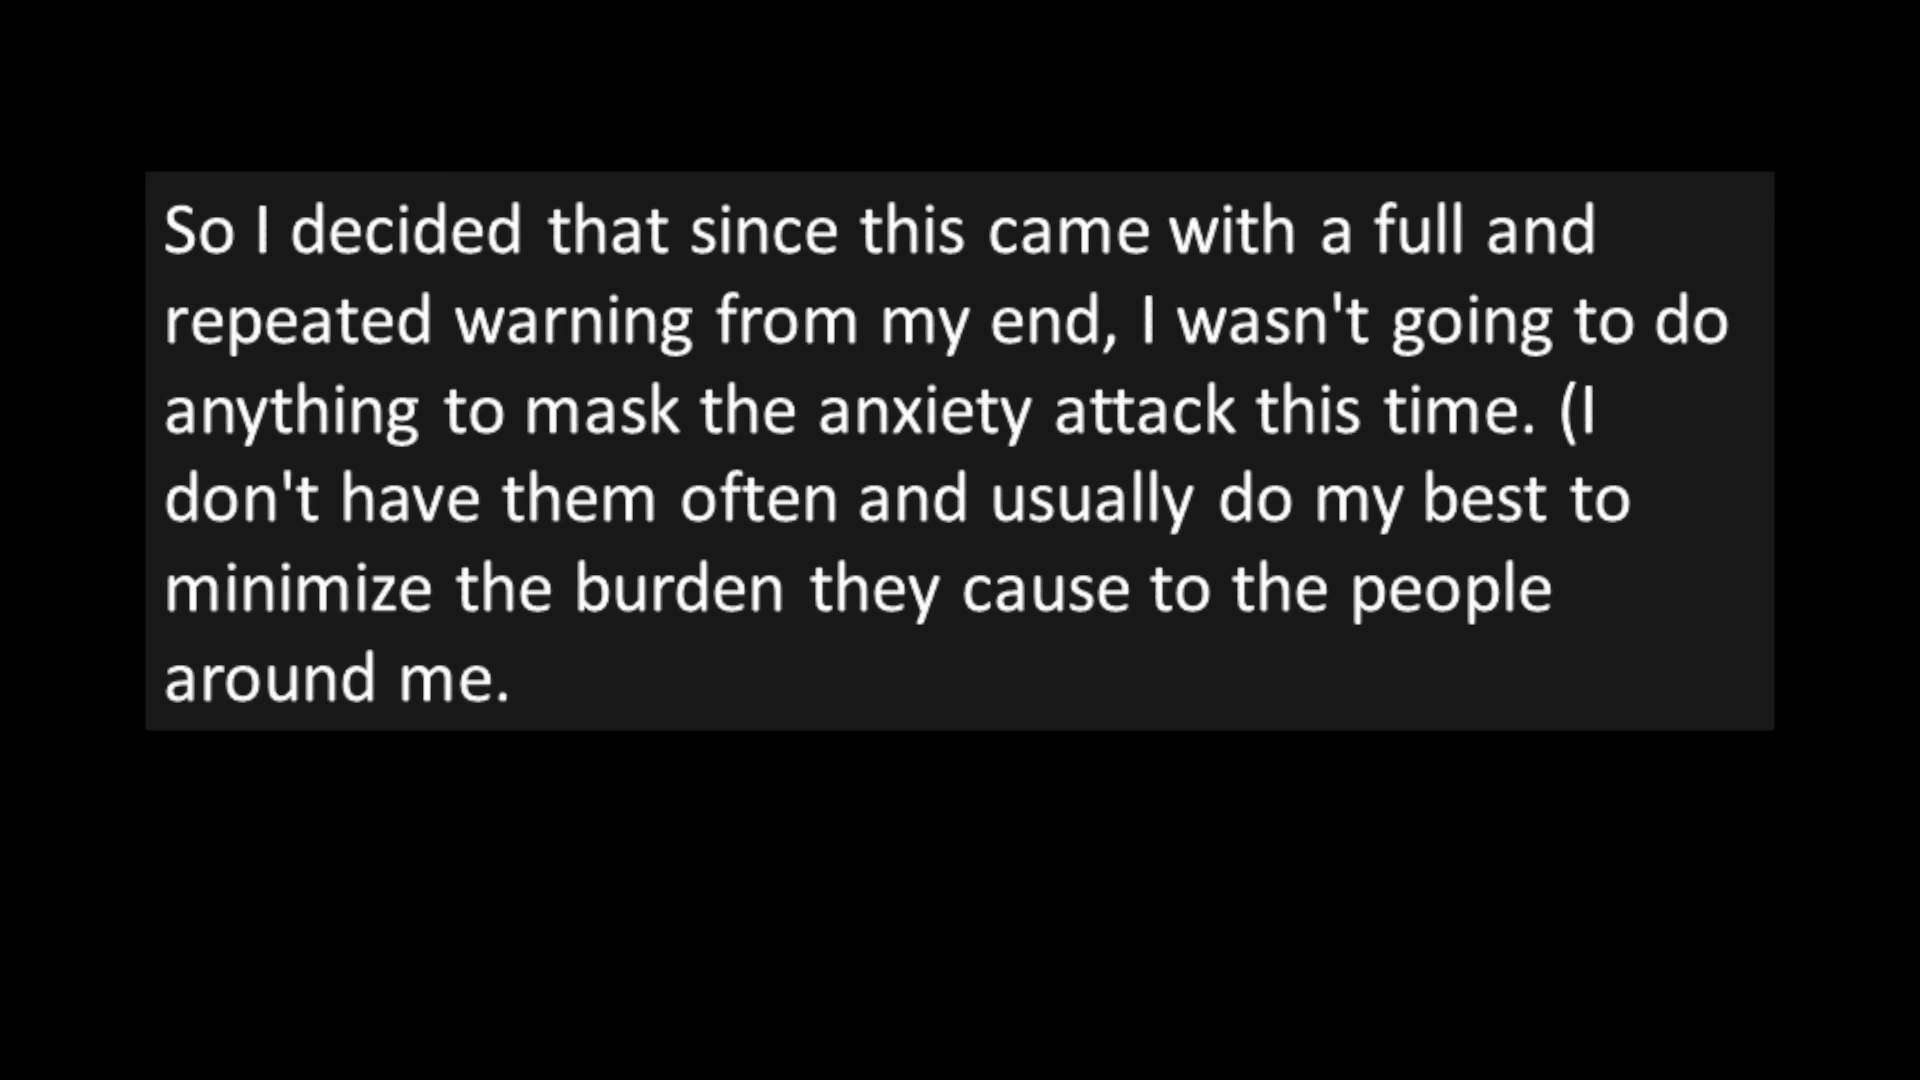 So I decided that since this came with a full and
repeated warning from my end, I wasn't going to do
anything to mask the anxiety attack this time. (I
don't have them often and usually do my best to
minimize the burden they cause to the people
around me.